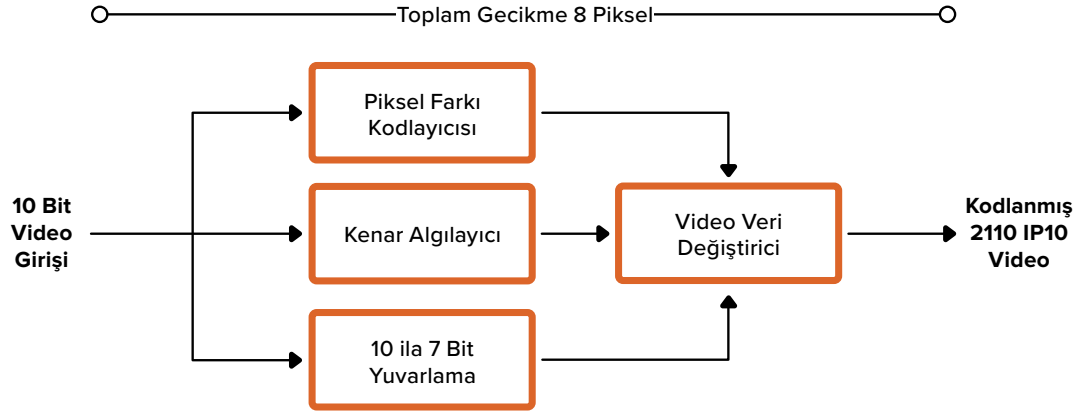 Toplam Gecikme 8 Piksel
10 Bit
Video
Girişi
Piksel Farkı
Kodlayıcısı
Kenar Algılayıcı
10 ila 7 Bit
Yuvarlama
Video Veri
Değiştirici
Kodlanmış
2110 IP10
Video